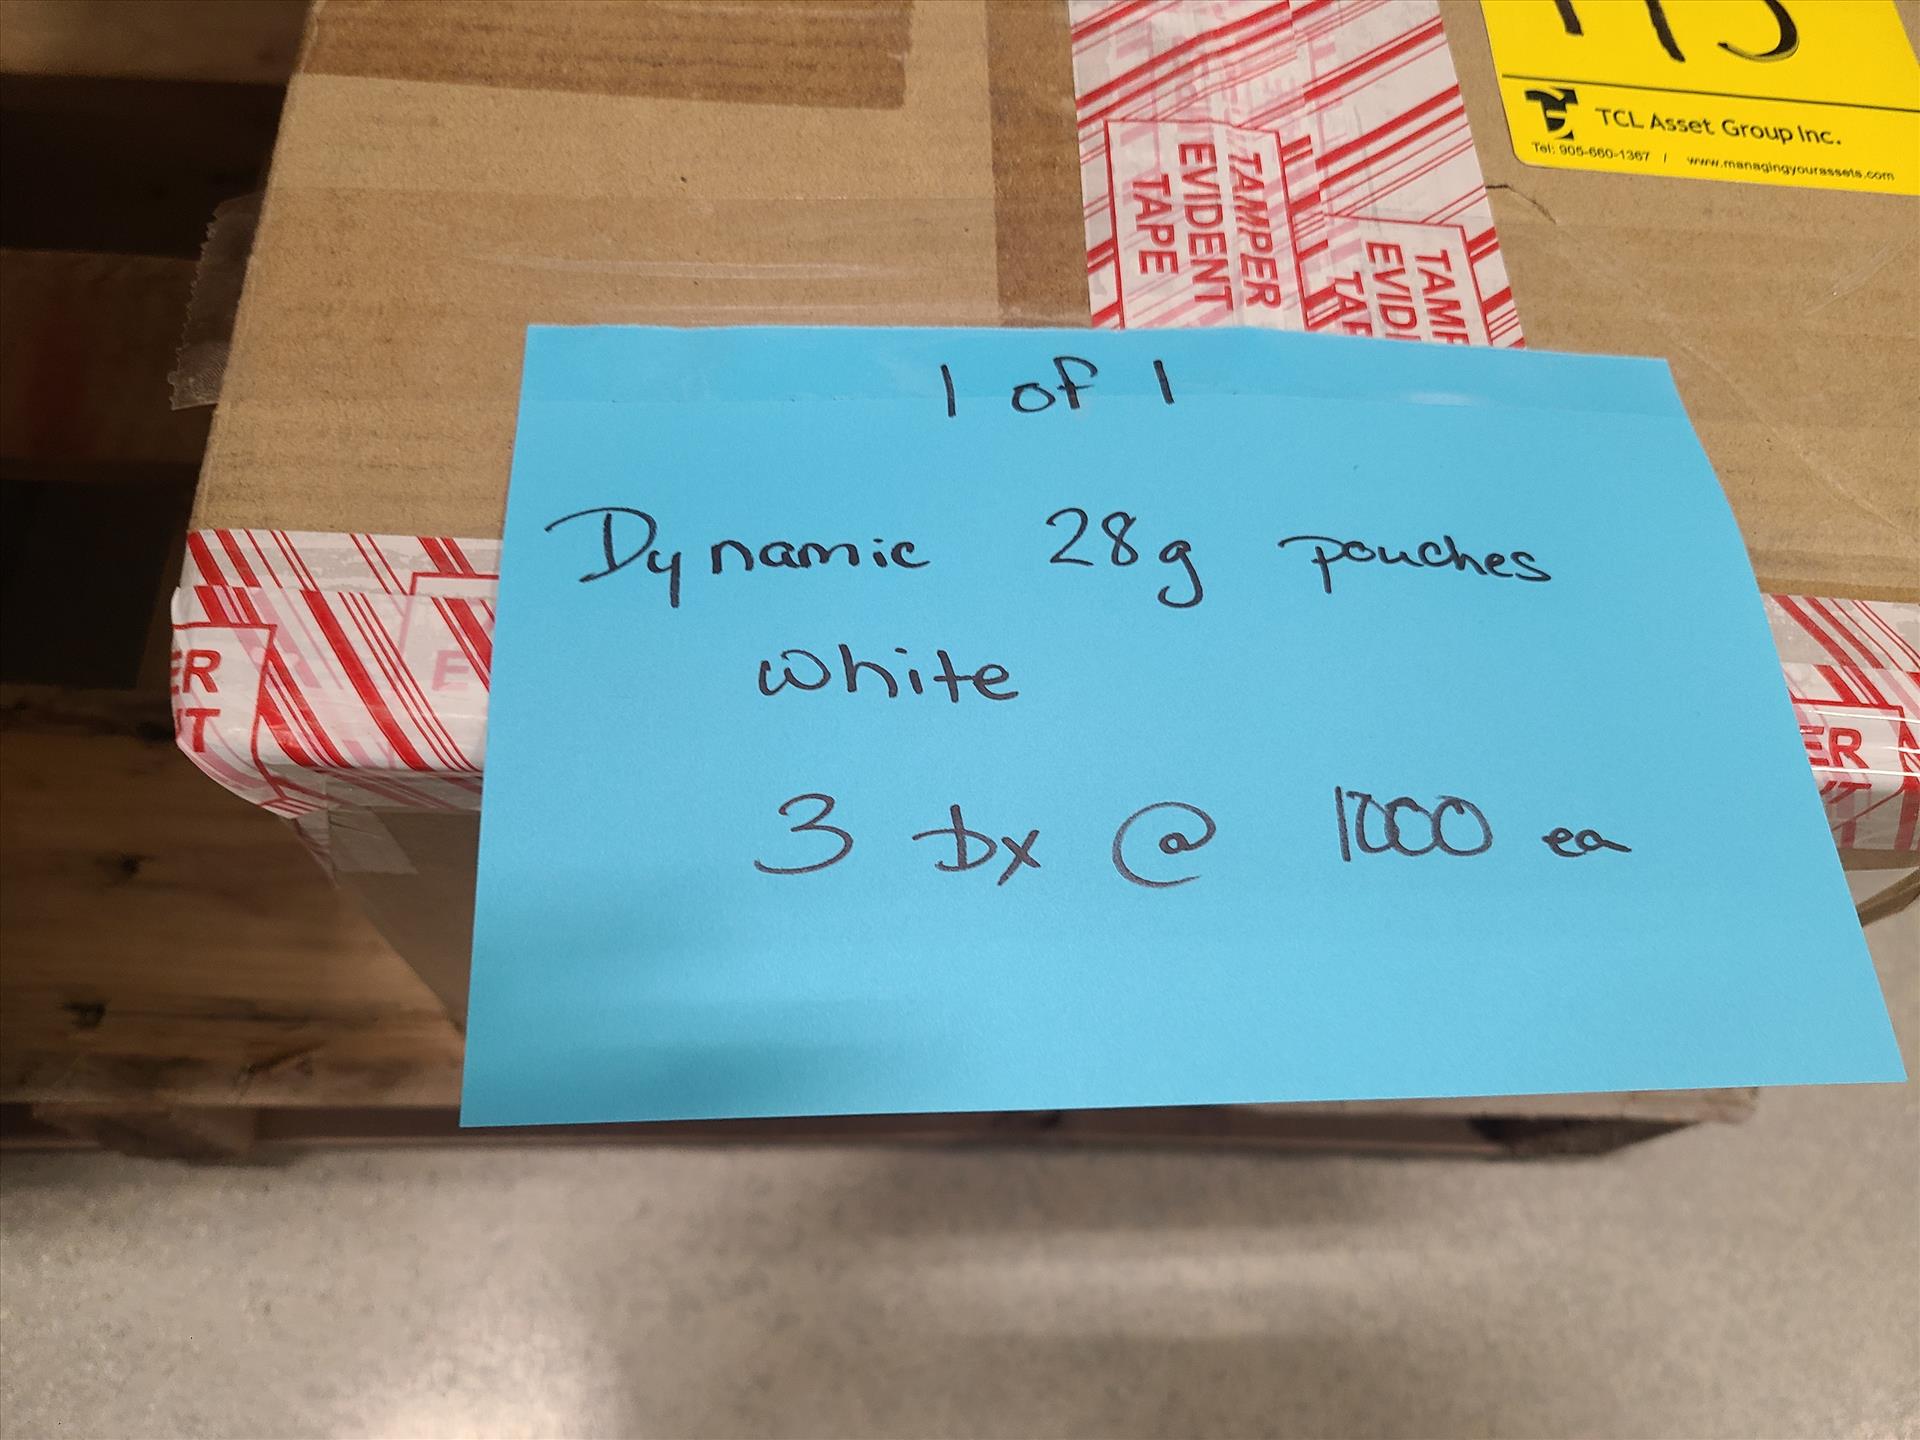 TCL Asset Group Inc.
Tel: 905-660-1367 / www.managingyourassets.com
TAMPER
EVIDENT
TAPE
1 of 1
Dynamic 28g pouches
white
3 bx @ 1000 ea